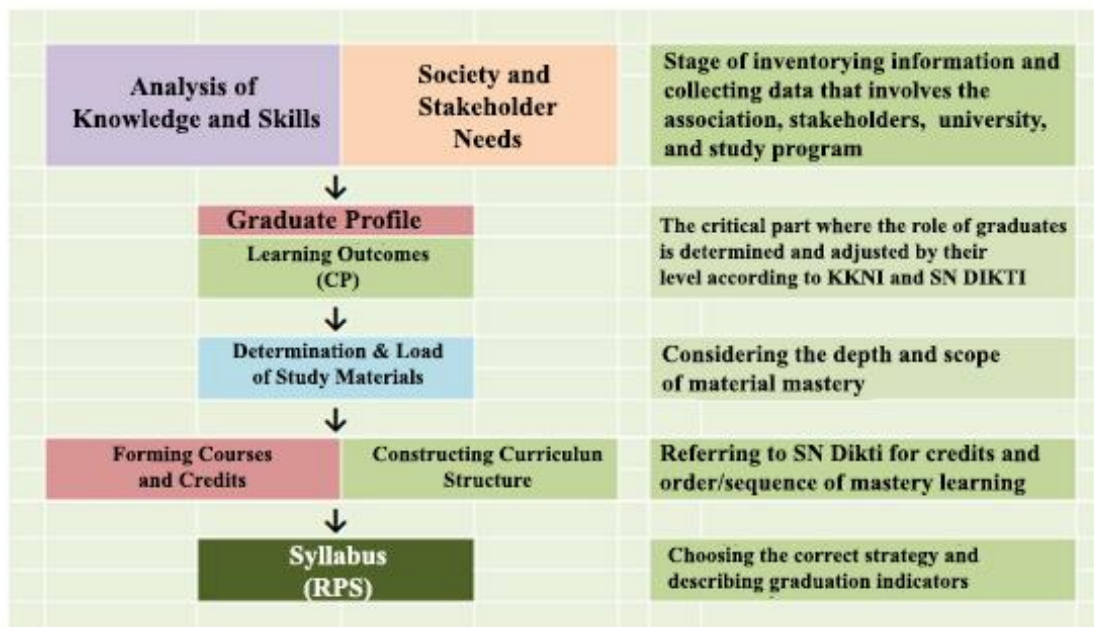 Analysis of
Knowledge and Skills
Society and
Stakeholder
Needs
Stage of inventorying information and
collecting data that involves the
association, stakeholders, university,
and study program
Graduate Profile
Learning Outcomes
(CP)
The critical part where the role of graduates
is determined and adjusted by their
level according to KKNI and SN DIKTI
Determination & Load
of Study Materials
Considering the depth and scope
of material mastery
Forming Courses
and Credits
Constructing Curriculun
Structure
Referring to SN Dikti for credits and
order/sequence of mastery learning
Syllabus
(RPS)
Choosing the correct strategy and
describing graduation indicators